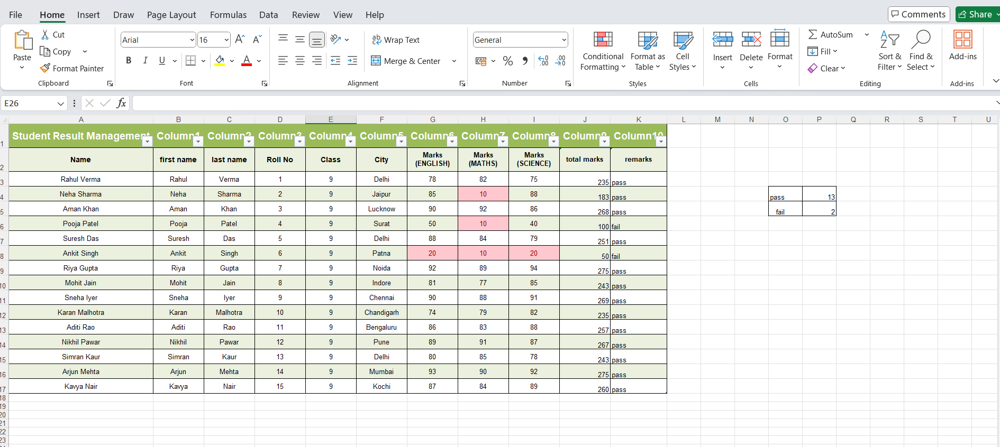 File Home Insert Draw Page Layout Formulas Data Review View Help Comments Share
Paste Cut Copy Format Painter Clipboard
Arial 16 B I U Font
Wrap Text Merge & Center Alignment
General % Number
Conditional Formatting Format as Table Cell Styles Styles
Insert Delete Format Cells
AutoSum Fill Clear Sort & Filter Find & Select Editing
Add-ins Add-ins
E26 fx
A B C D E F G H I J K L M N O P Q R S T U
1 Student Result Management Column1 Column2 Column3 Column4 Column5 Column6 Column7 Column8 Column9 Column10
2 Name first name last name Roll No Class City Marks (ENGLISH) Marks (MATHS) Marks (SCIENCE) total marks remarks
3 Rahul Verma Rahul Verma 1 9 Delhi 78 82 75 235 pass
4 Neha Sharma Neha Sharma 2 9 Jaipur 85 10 88 183 pass pass 13
5 Aman Khan Aman Khan 3 9 Lucknow 90 92 86 268 pass fail 2
6 Pooja Patel Pooja Patel 4 9 Surat 50 10 40 100 fail
7 Suresh Das Suresh Das 5 9 Delhi 88 84 79 251 pass
8 Ankit Singh Ankit Singh 6 9 Patna 20 10 20 50 fail
9 Riya Gupta Riya Gupta 7 9 Noida 92 89 94 275 pass
10 Mohit Jain Mohit Jain 8 9 Indore 81 77 85 243 pass
11 Sneha Iyer Sneha Iyer 9 9 Chennai 90 88 91 269 pass
12 Karan Malhotra Karan Malhotra 10 9 Chandigarh 74 79 82 235 pass
13 Aditi Rao Aditi Rao 11 9 Bengaluru 86 83 88 257 pass
14 Nikhil Pawar Nikhil Pawar 12 9 Pune 89 91 87 267 pass
15 Simran Kaur Simran Kaur 13 9 Delhi 80 85 78 243 pass
16 Arjun Mehta Arjun Mehta 14 9 Mumbai 93 90 92 275 pass
17 Kavya Nair Kavya Nair 15 9 Kochi 87 84 89 260 pass
18
19
20
21
22
23